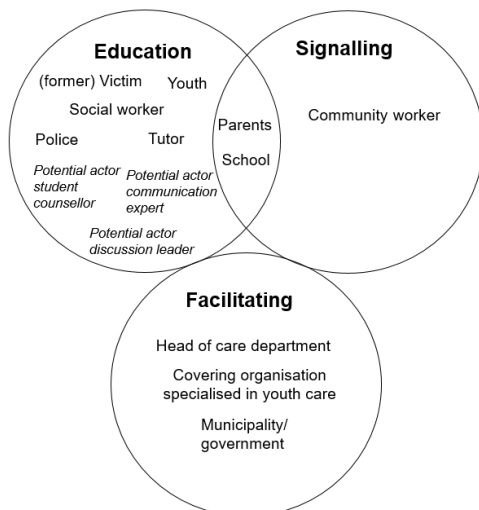 Education
(former) Victim
Youth
Social worker
Police
Tutor
Potential actor
student
counsellor
Potential actor
communication
expert
Potential actor
discussion leader
Parents
School
Signalling
Community worker
Facilitating
Head of care department
Covering organisation
specialised in youth care
Municipality/
government